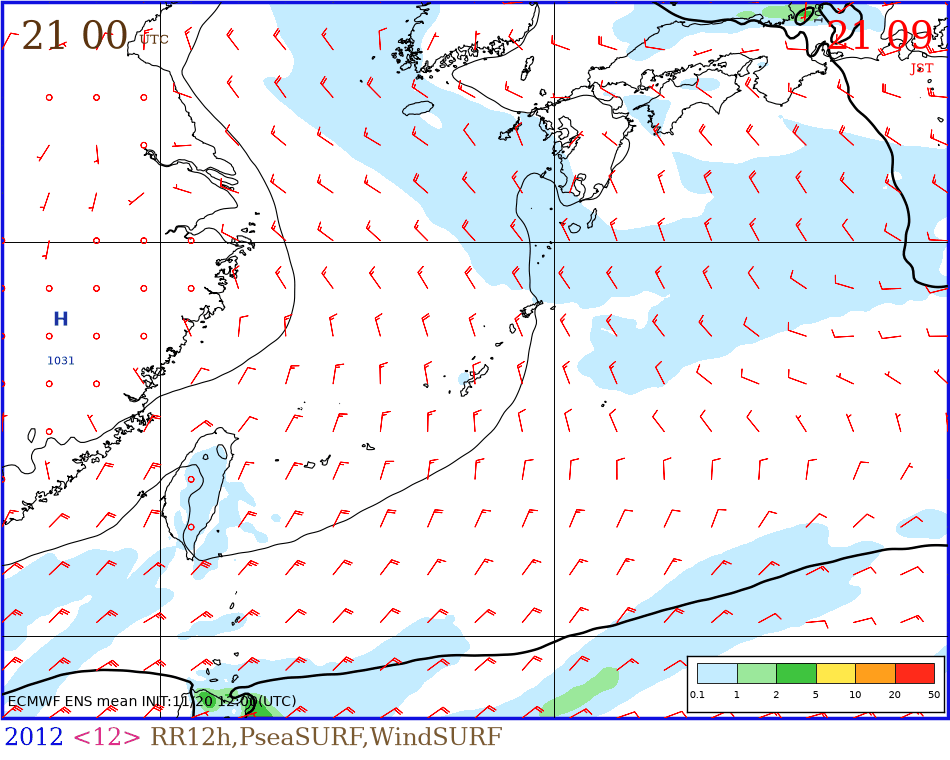 21 00 UTC
21 09
JST
H
1031
0.1 1 2 5 10 20 50
ECMWF ENS mean INIT:11/20 12:00(UTC)
2012 <12> RR12h,PseaSURF,WindSURF